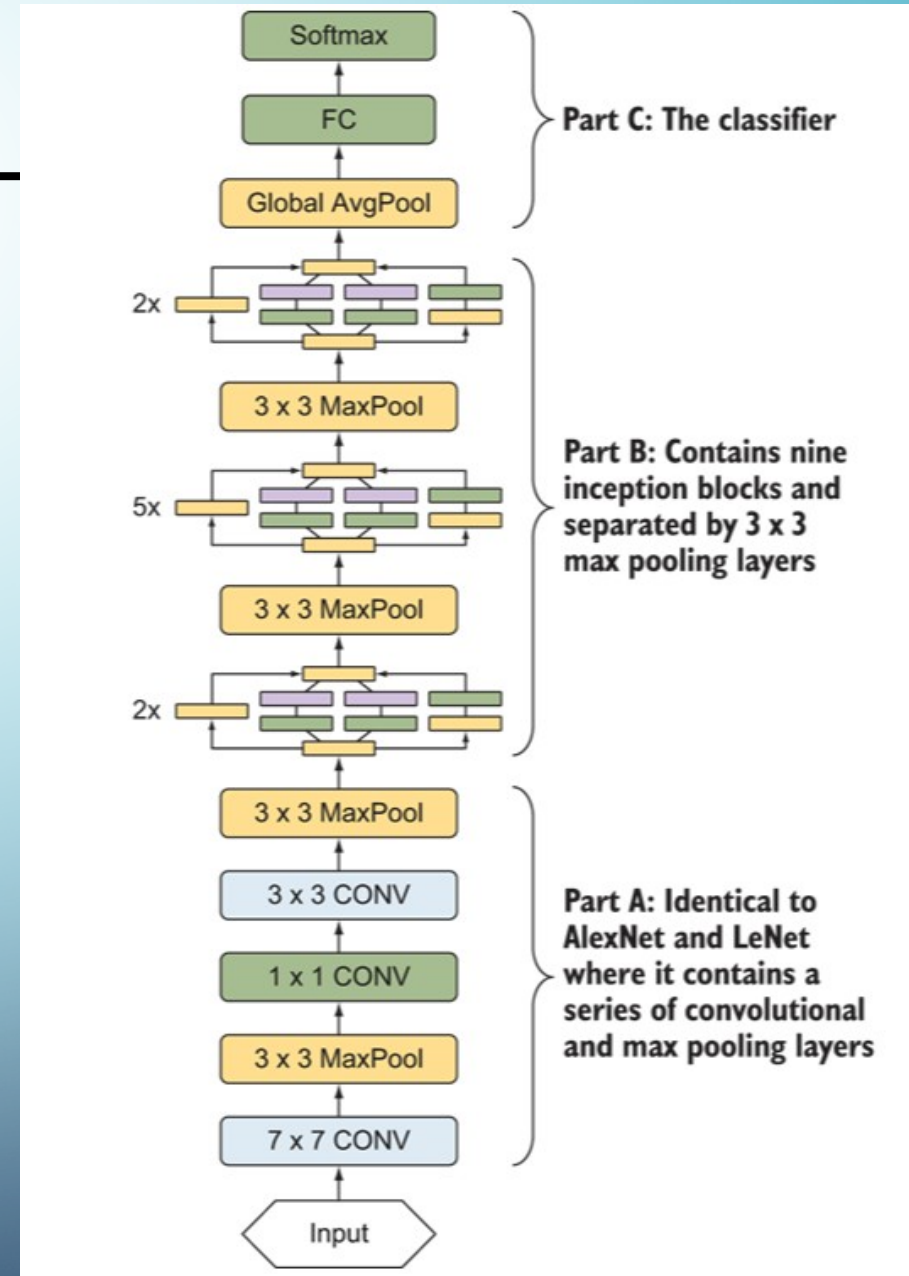 Softmax
FC
Global AvgPool
Part C: The classifier
2x
3 x 3 MaxPool
5x
3 x 3 MaxPool
2x
Part B: Contains nine
inception blocks and
separated by 3 x 3
max pooling layers
3 x 3 MaxPool
3 x 3 CONV
1 x 1 CONV
3 x 3 MaxPool
7 x 7 CONV
Part A: Identical to
AlexNet and LeNet
where it contains a
series of convolutional
and max pooling layers
Input